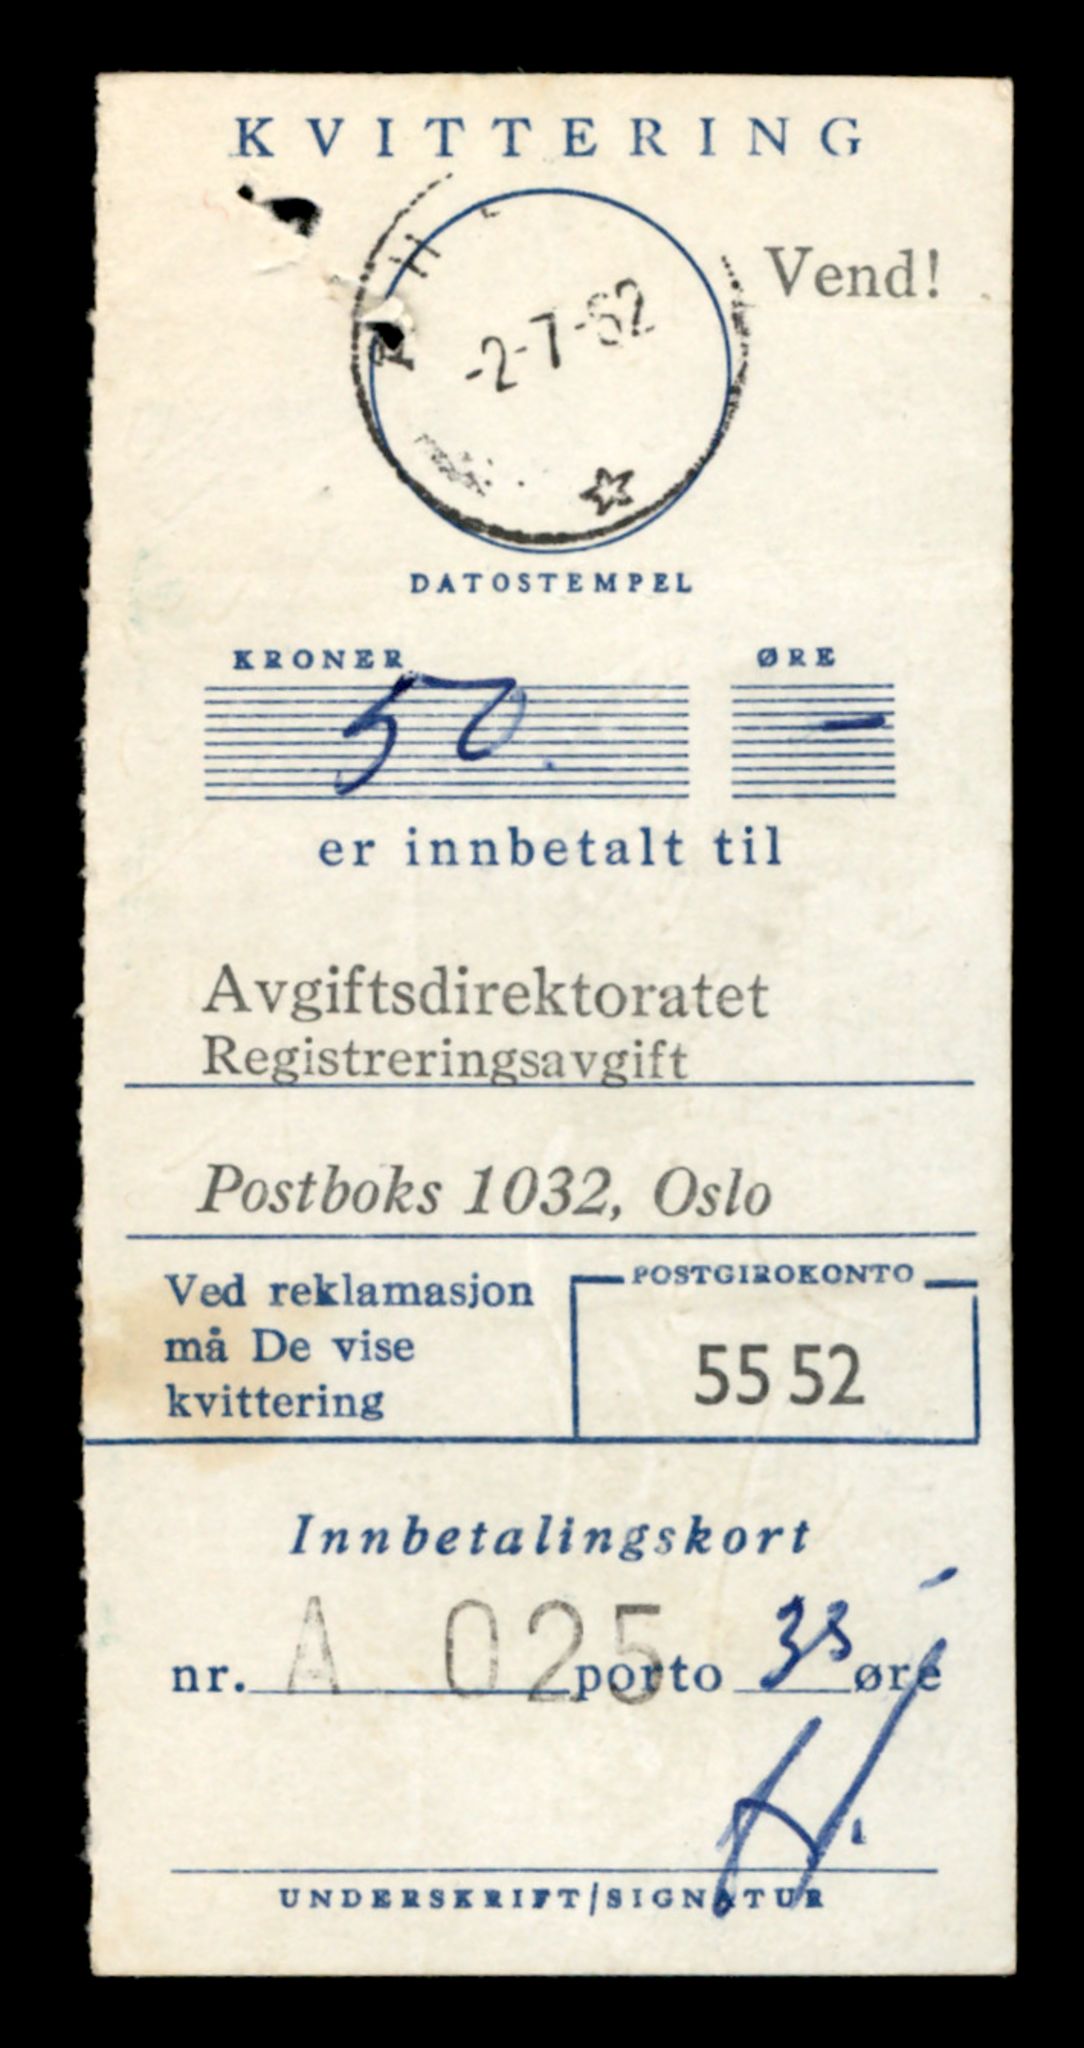 KVITTERING
Vend!
-2-7-62
DATOSTEMPEL
KRONER ØRE
50. –
er innbetalt til
Avgiftsdirektoratet
Registreringsavgift
Postboks 1032, Oslo
Ved reklamasjon
må De vise
kvittering
POSTGIROKONTO
55 52
Innbetalingskort
nr. A 025 porto 35 øre
UNDERSKRIFT/SIGNATUR